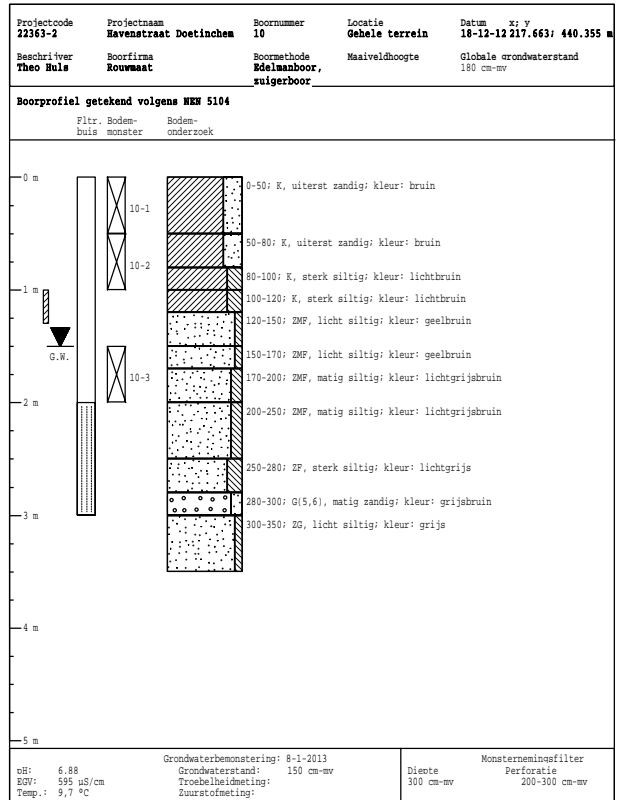 Projectcode Projectnaam Boornummer Locatie Datum x; y
22363-2 Havenstraat Doetinchem 10 Gehele terrein 18-12-12 217.663; 440.355 m
Beschrijver Boorfirma Boormethode Maaiveldhoogte Globale grondwaterstand
Theo Huls Rouwmaat Edelmanboor, 180 cm-mv
zuigerboor
Boorprofiel getekend volgens NEN 5104
Fltr. Bodem- Bodem-
buis monster onderzoek
0 m
0-50; K, uiterst zandig; kleur: bruin
10-1
50-80; K, uiterst zandig; kleur: bruin
10-2
80-100; K, sterk siltig; kleur: lichtbruin
1 m
100-120; K, sterk siltig; kleur: lichtbruin
120-150; ZMF, licht siltig; kleur: geelbruin
G.W.
150-170; ZMF, licht siltig; kleur: geelbruin
10-3
170-200; ZMF, matig siltig; kleur: lichtgrijsbruin
2 m
200-250; ZMF, matig siltig; kleur: lichtgrijsbruin
250-280; ZF, sterk siltig; kleur: lichtgrijs
280-300; G(5,6), matig zandig; kleur: grijsbruin
3 m
300-350; ZG, licht siltig; kleur: grijs
4 m
5 m
Grondwaterbemonstering: 8-1-2013 Monsternemingsfilter
pH: 6.88 Grondwaterstand: 150 cm-mv Diepte Perforatie
EGV: 595 µS/cm Troebelheidmeting: 300 cm-mv 200-300 cm-mv
Temp.: 9,7 °C Zuurstofmeting: